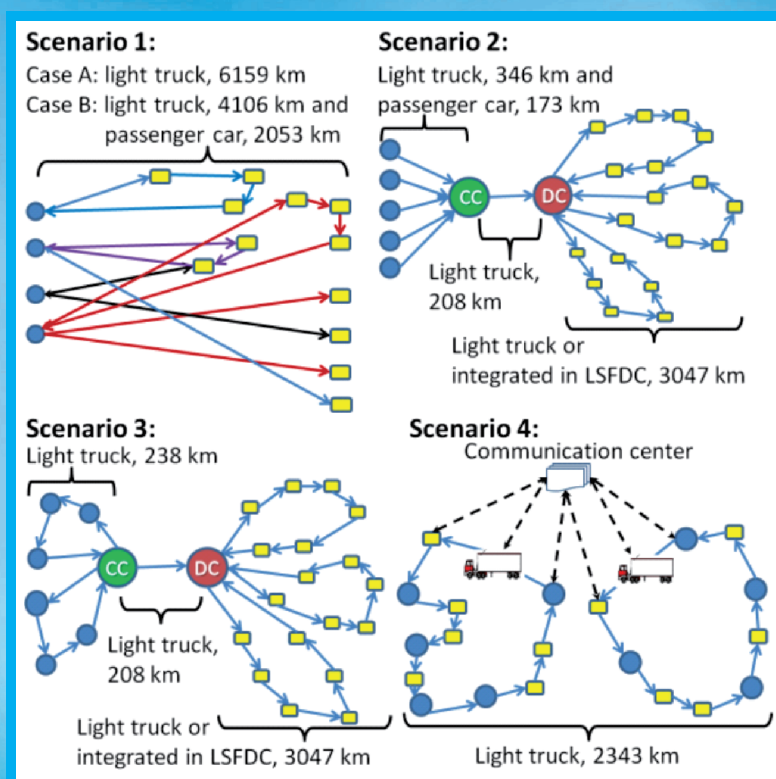 Scenario 1:
Case A: light truck, 6159 km
Case B: light truck, 4106 km and
passenger car, 2053 km
Scenario 2:
Light truck, 346 km and
passenger car, 173 km
CC
DC
Light truck,
208 km
Light truck or
integrated in LSFDC, 3047 km
Scenario 3:
Light truck, 238 km
CC
DC
Light truck,
208 km
Light truck or
integrated in LSFDC, 3047 km
Scenario 4:
Communication center
Light truck, 2343 km